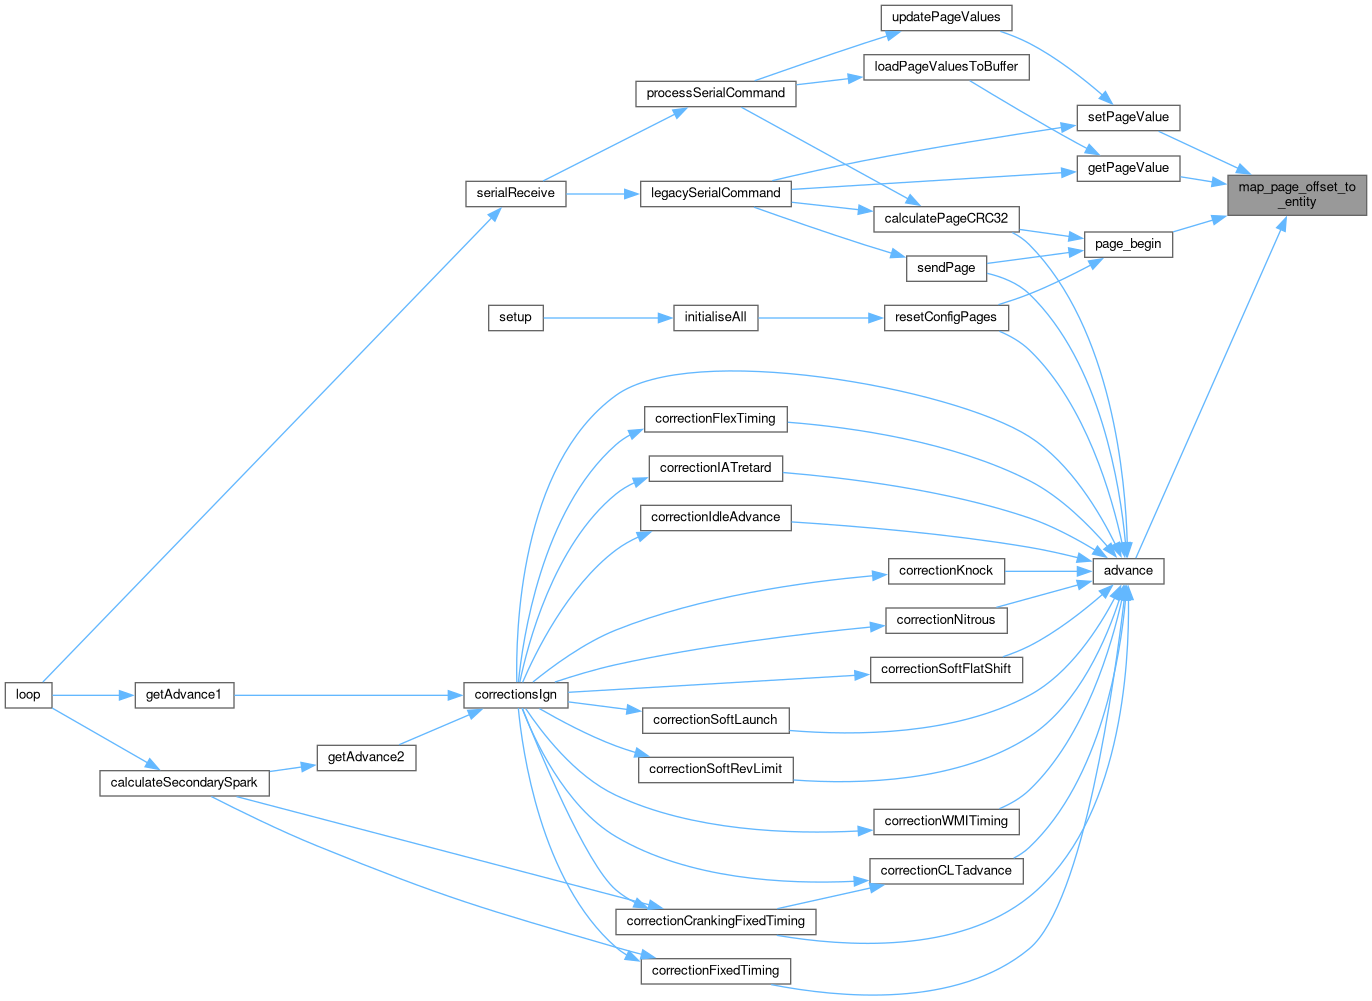 updatePageValues
loadPageValuesToBuffer
processSerialCommand
setPageValue
getPageValue
map_page_offset_to
_entity
serialReceive
legacySerialCommand
calculatePageCRC32
page_begin
sendPage
setup
initialiseAll
resetConfigPages
correctionFlexTiming
correctionIATretard
correctionIdleAdvance
correctionKnock
advance
correctionNitrous
correctionSoftFlatShift
loop
getAdvance1
correctionsIgn
correctionSoftLaunch
getAdvance2
correctionSoftRevLimit
calculateSecondarySpark
correctionWMITiming
correctionCLTadvance
correctionCrankingFixedTiming
correctionFixedTiming